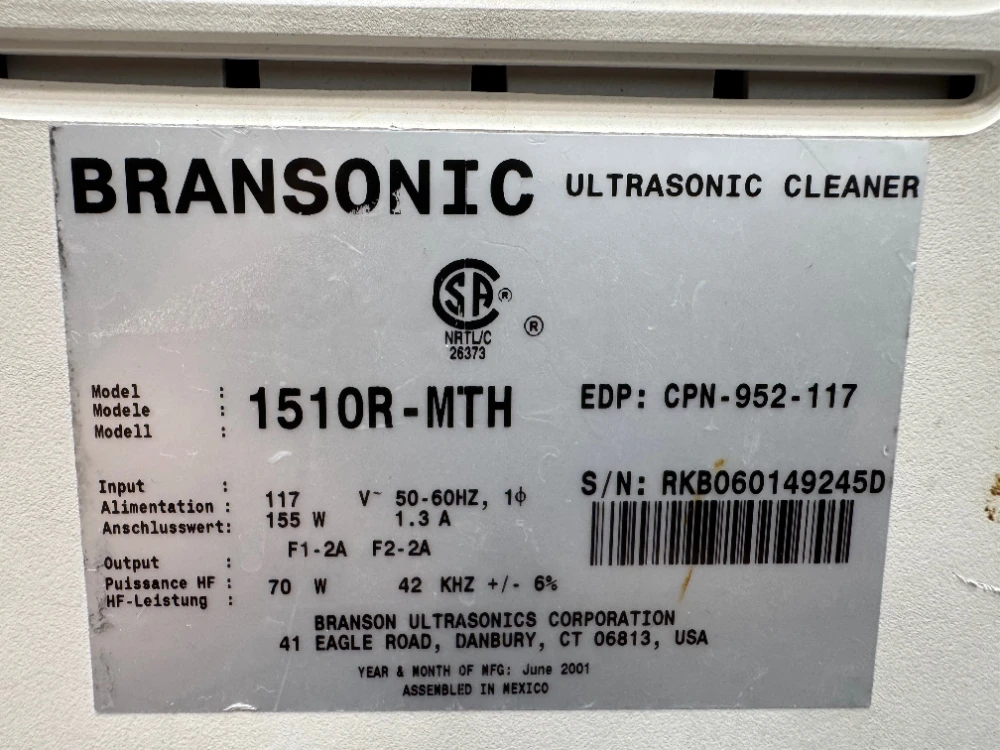 BRANSONIC ULTRASONIC CLEANER
SA ®
®
NRTL/C
26373
Model :
Modele :
Modell :
1510R-MTH
EDP: CPN-952-117
Input :
Alimentation :
Anschlusswert:
117 V~ 50-60HZ, 1ϕ
155 W 1.3 A
F1-2A F2-2A
S/N: RKB060149245D
Output :
Puissance HF :
HF-Leistung :
70 W 42 KHZ +/- 6%
BRANSON ULTRASONICS CORPORATION
41 EAGLE ROAD, DANBURY, CT 06813, USA
YEAR & MONTH OF MFG: June 2001
ASSEMBLED IN MEXICO